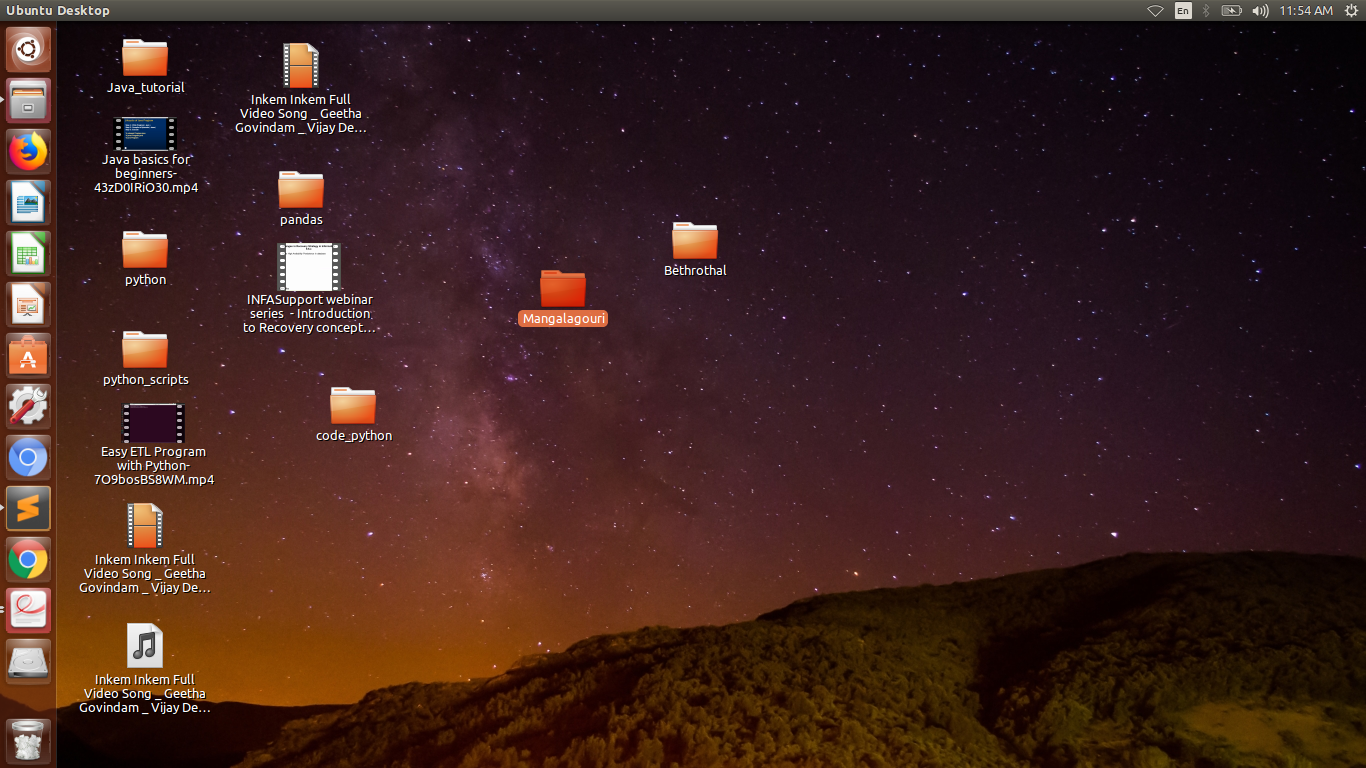 Ubuntu Desktop
En
11:54 AM
Java_tutorial
Java basics for
beginners-
43zD0IRiO30.mp4
python
python_scripts
Easy ETL Program
with Python-
7O9bosBS8WM.mp4
Inkem Inkem Full
Video Song _ Geetha
Govindam _ Vijay De...
Inkem Inkem Full
Video Song _ Geetha
Govindam _ Vijay De...
Inkem Inkem Full
Video Song _ Geetha
Govindam _ Vijay De...
pandas
INFASupport webinar
series - Introduction
to Recovery concept...
code_python
Mangalagouri
Bethrothal